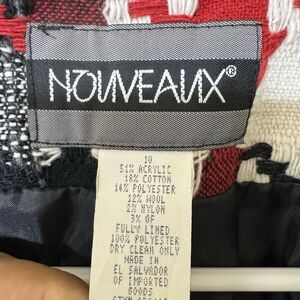 NOUVEAUX®
10
51% ACRYLIC
18% COTTON
14% POLYESTER
12% WOOL
2% NYLON
3% OF
FULLY LINED
100% POLYESTER
DRY CLEAN ONLY
MADE IN
EL SALVADOR
OF IMPORTED
GOODS